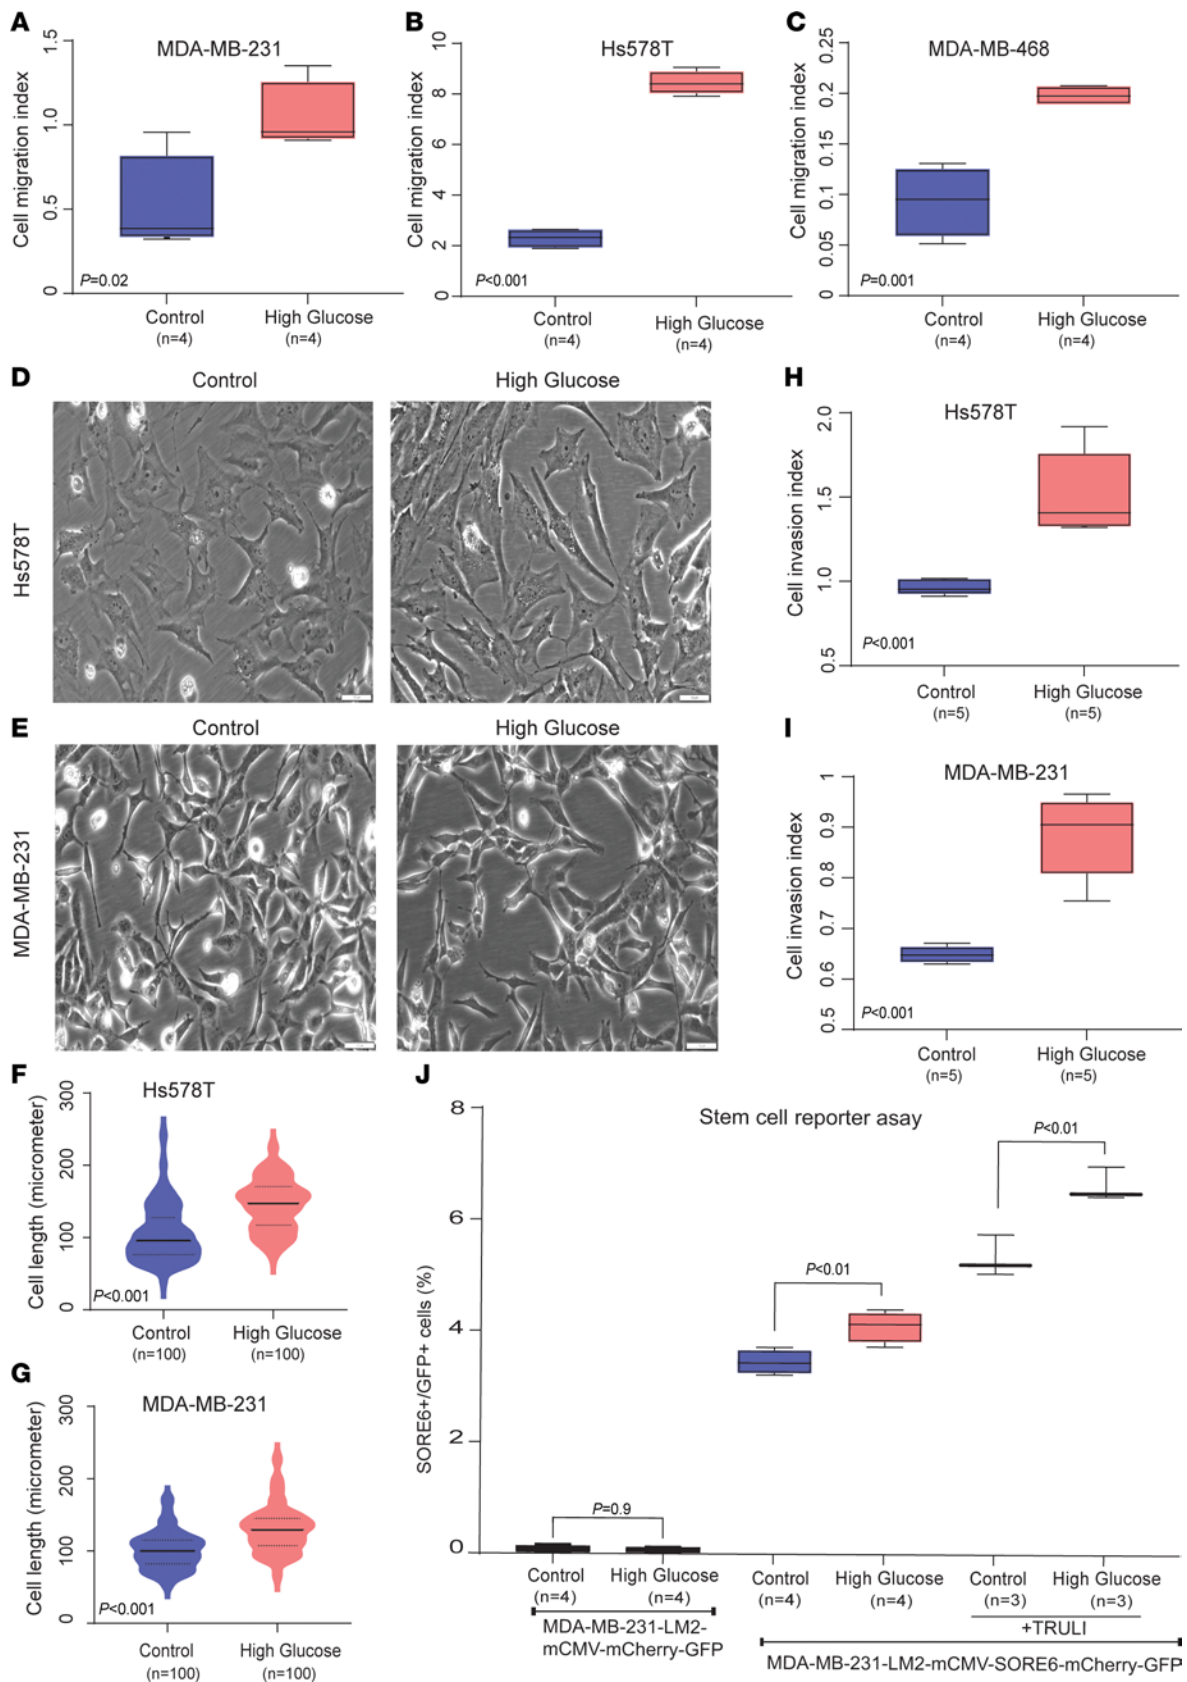 A
MDA-MB-231
Cell migration index
1.5
1.0
0.5
0
P=0.02
Control
(n=4)
High Glucose
(n=4)
B
Hs578T
Cell migration index
10
8
6
4
2
0
P<0.001
Control
(n=4)
High Glucose
(n=4)
C
MDA-MB-468
Cell migration index
0.25
0.2
0.15
0.1
0.05
0
P=0.001
Control
(n=4)
High Glucose
(n=4)
D
Control
High Glucose
Hs578T
E
Control
High Glucose
MDA-MB-231
H
Hs578T
Cell invasion index
2.0
1.5
1.0
0.5
P<0.001
Control
(n=5)
High Glucose
(n=5)
I
MDA-MB-231
Cell invasion index
1
0.9
0.8
0.7
0.6
0.5
P<0.001
Control
(n=5)
High Glucose
(n=5)
F
Hs578T
Cell length (micrometer)
300
200
100
0
P<0.001
Control
(n=100)
High Glucose
(n=100)
G
MDA-MB-231
Cell length (micrometer)
300
200
100
0
P<0.001
Control
(n=100)
High Glucose
(n=100)
J
Stem cell reporter assay
SORE6+/GFP+ cells (%)
8
6
4
2
0
P=0.9
P<0.01
P<0.01
Control
(n=4)
High Glucose
(n=4)
Control
(n=4)
High Glucose
(n=4)
Control
(n=3)
High Glucose
(n=3)
+TRULI
MDA-MB-231-LM2-
mCMV-mCherry-GFP
MDA-MB-231-LM2-mCMV-SORE6-mCherry-GFP